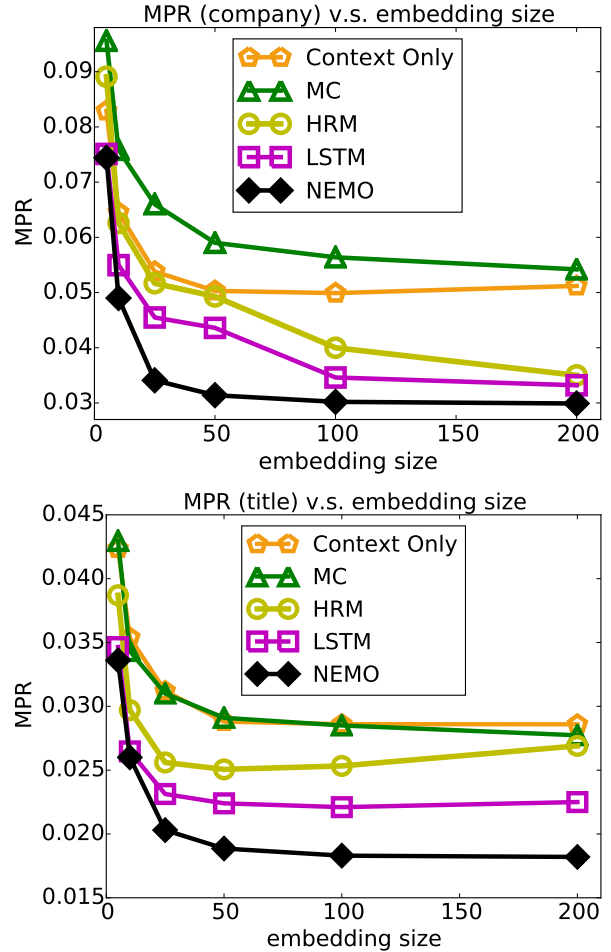 MPR (company) v.s. embedding size
0.09
0.08
0.07
0.06
0.05
0.04
0.03
MPR
Context Only
MC
HRM
LSTM
NEMO
0 50 100 150 200
embedding size
MPR (title) v.s. embedding size
0.045
0.040
0.035
0.030
0.025
0.020
0.015
MPR
Context Only
MC
HRM
LSTM
NEMO
0 50 100 150 200
embedding size